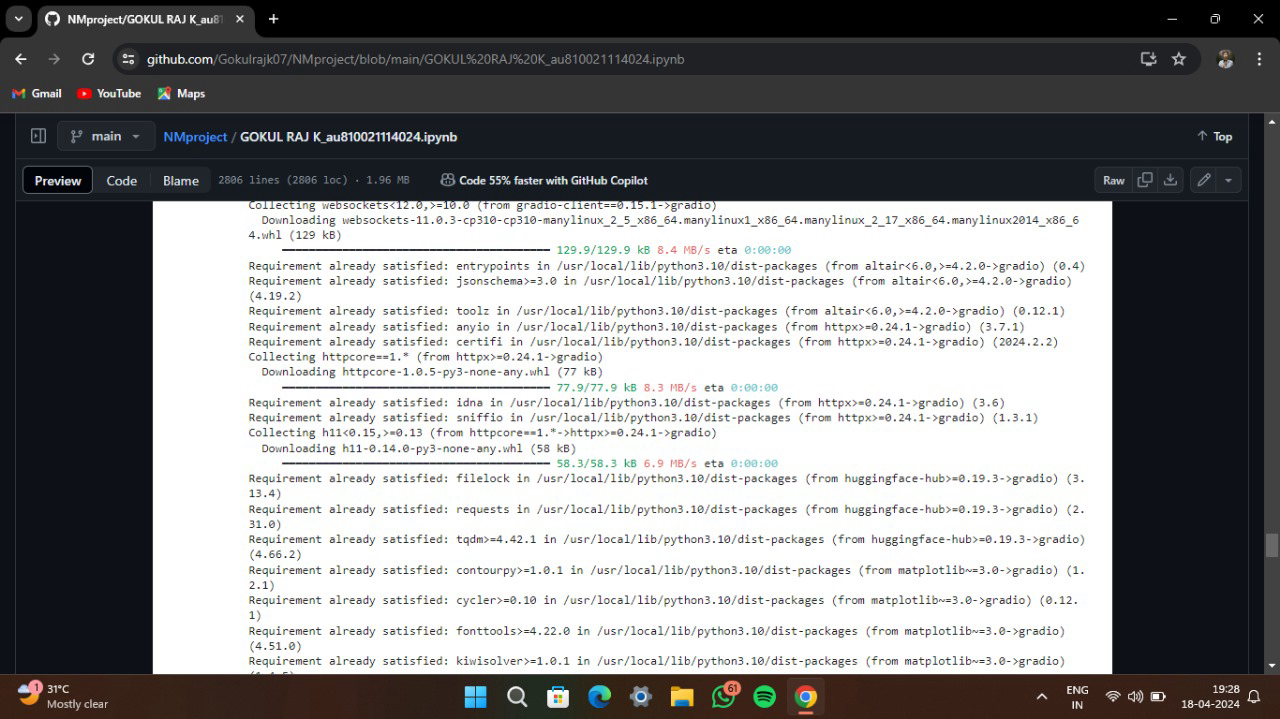 NMproject/GOKUL RAJ K_au81
github.com/Gokulrajk07/NMproject/blob/main/GOKUL%20RAJ%20K_au810021114024.ipynb
Gmail YouTube Maps
main NMproject / GOKUL RAJ K_au810021114024.ipynb Top
Preview Code Blame 2806 lines (2806 loc) · 1.96 MB Code 55% faster with GitHub Copilot Raw
Collecting websockets<12.0,>=10.0 (from gradio-client==0.15.1->gradio)
Downloading websockets-11.0.3-cp310-cp310-manylinux_2_5_x86_64.manylinux1_x86_64.manylinux_2_17_x86_64.manylinux2014_x86_6
4.whl (129 kB)
129.9/129.9 kB 8.4 MB/s eta 0:00:00
Requirement already satisfied: entrypoints in /usr/local/lib/python3.10/dist-packages (from altair<6.0,>=4.2.0->gradio) (0.4)
Requirement already satisfied: jsonschema>=3.0 in /usr/local/lib/python3.10/dist-packages (from altair<6.0,>=4.2.0->gradio)
(4.19.2)
Requirement already satisfied: toolz in /usr/local/lib/python3.10/dist-packages (from altair<6.0,>=4.2.0->gradio) (0.12.1)
Requirement already satisfied: anyio in /usr/local/lib/python3.10/dist-packages (from httpx>=0.24.1->gradio) (3.7.1)
Requirement already satisfied: certifi in /usr/local/lib/python3.10/dist-packages (from httpx>=0.24.1->gradio) (2024.2.2)
Collecting httpcore==1.* (from httpx>=0.24.1->gradio)
Downloading httpcore-1.0.5-py3-none-any.whl (77 kB)
77.9/77.9 kB 8.3 MB/s eta 0:00:00
Requirement already satisfied: idna in /usr/local/lib/python3.10/dist-packages (from httpx>=0.24.1->gradio) (3.6)
Requirement already satisfied: sniffio in /usr/local/lib/python3.10/dist-packages (from httpx>=0.24.1->gradio) (1.3.1)
Collecting h11<0.15,>=0.13 (from httpcore==1.*->httpx>=0.24.1->gradio)
Downloading h11-0.14.0-py3-none-any.whl (58 kB)
58.3/58.3 kB 6.9 MB/s eta 0:00:00
Requirement already satisfied: filelock in /usr/local/lib/python3.10/dist-packages (from huggingface-hub>=0.19.3->gradio) (3.
13.4)
Requirement already satisfied: requests in /usr/local/lib/python3.10/dist-packages (from huggingface-hub>=0.19.3->gradio) (2.
31.0)
Requirement already satisfied: tqdm>=4.42.1 in /usr/local/lib/python3.10/dist-packages (from huggingface-hub>=0.19.3->gradio)
(4.66.2)
Requirement already satisfied: contourpy>=1.0.1 in /usr/local/lib/python3.10/dist-packages (from matplotlib~=3.0->gradio) (1.
2.1)
Requirement already satisfied: cycler>=0.10 in /usr/local/lib/python3.10/dist-packages (from matplotlib~=3.0->gradio) (0.12.
1)
Requirement already satisfied: fonttools>=4.22.0 in /usr/local/lib/python3.10/dist-packages (from matplotlib~=3.0->gradio)
(4.51.0)
Requirement already satisfied: kiwisolver>=1.0.1 in /usr/local/lib/python3.10/dist-packages (from matplotlib~=3.0->gradio)
1
31°C
Mostly clear
61
ENG
IN
19:28
18-04-2024